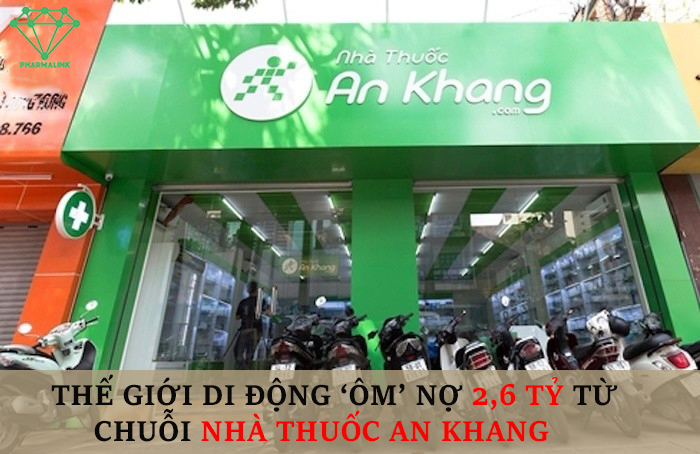 PHARMALINK
8.766
Nhà Thuốc
An Khang
.com
An Khang
THẾ GIỚI DI ĐỘNG ‘ÔM’ NỢ 2,6 TỶ TỪ
CHUỖI NHÀ THUỐC AN KHANG